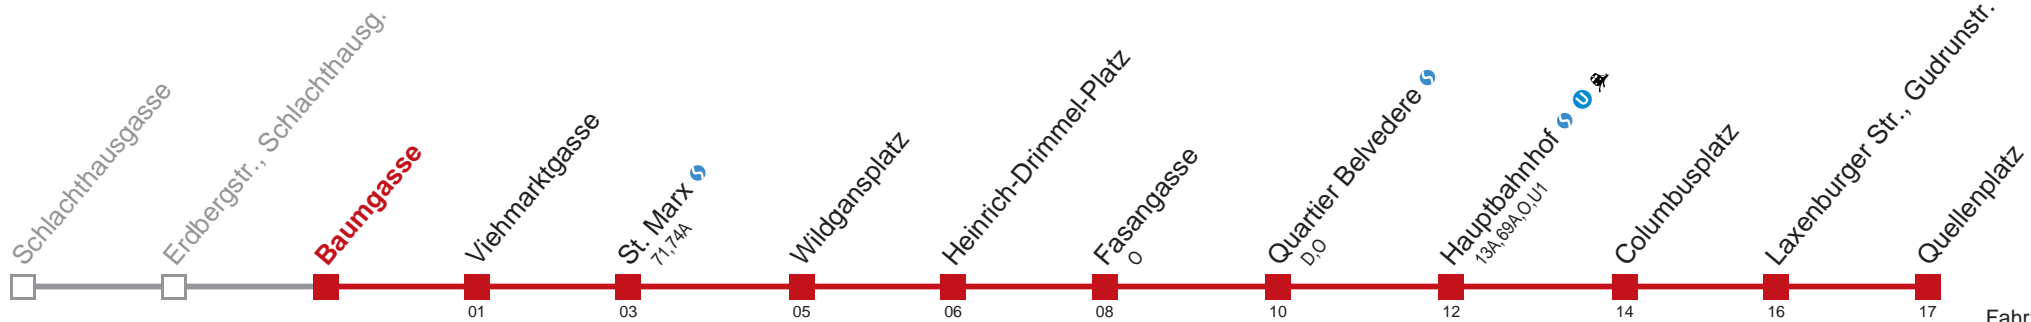 Schlachthausgasse
Erdbergstr., Schlachthausg.
Baumgasse
Viehmarktgasse
St. Marx
71,74A
Wildgansplatz
Heinrich-Drimmel-Platz
Fasangasse
O
Quartier Belvedere
D,O
Hauptbahnhof U
13A,69A,O,U1
Columbusplatz
Laxenburger Str., Gudrunstr.
Quellenplatz
01 03 05 06 08 10 12 14 16 17
Fahr